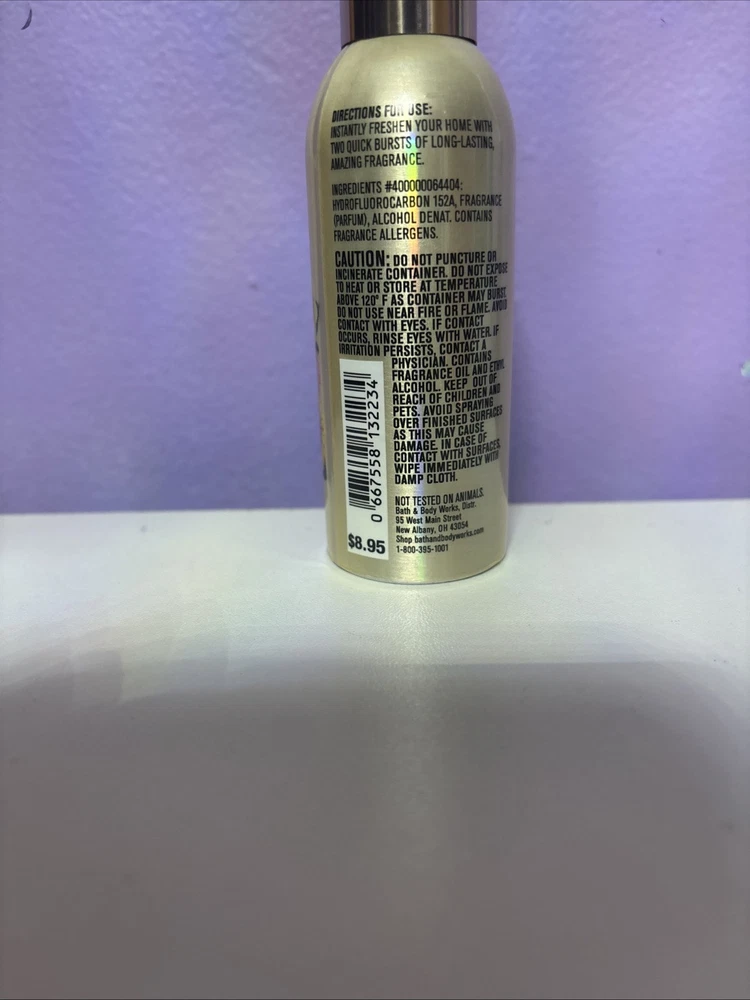 DIRECTIONS FOR USE:
INSTANTLY FRESHEN YOUR HOME WITH
TWO QUICK BURSTS OF LONG-LASTING,
AMAZING FRAGRANCE.
INGREDIENTS #400000064404:
HYDROFLUOROCARBON 152A, FRAGRANCE
(PARFUM), ALCOHOL DENAT. CONTAINS
FRAGRANCE ALLERGENS.
CAUTION: DO NOT PUNCTURE OR
INCINERATE CONTAINER. DO NOT EXPOSE
TO HEAT OR STORE AT TEMPERATURE
ABOVE 120° F AS CONTAINER MAY BURST.
DO NOT USE NEAR FIRE OR FLAME. AVOID
CONTACT WITH EYES. IF CONTACT
OCCURS, RINSE EYES WITH WATER. IF
IRRITATION PERSISTS, CONTACT A
PHYSICIAN. CONTAINS
FRAGRANCE OIL AND ETHYL
ALCOHOL. KEEP OUT OF
REACH OF CHILDREN AND
PETS. AVOID SPRAYING
OVER FINISHED SURFACES
AS THIS MAY CAUSE
DAMAGE. IN CASE OF
CONTACT WITH SURFACES,
WIPE IMMEDIATELY WITH
DAMP CLOTH.
0 667558 132234
$8.95
NOT TESTED ON ANIMALS.
Bath & Body Works, Distr.
95 West Main Street
New Albany, OH 43054
Shop bathandbodyworks.com
1-800-395-1001